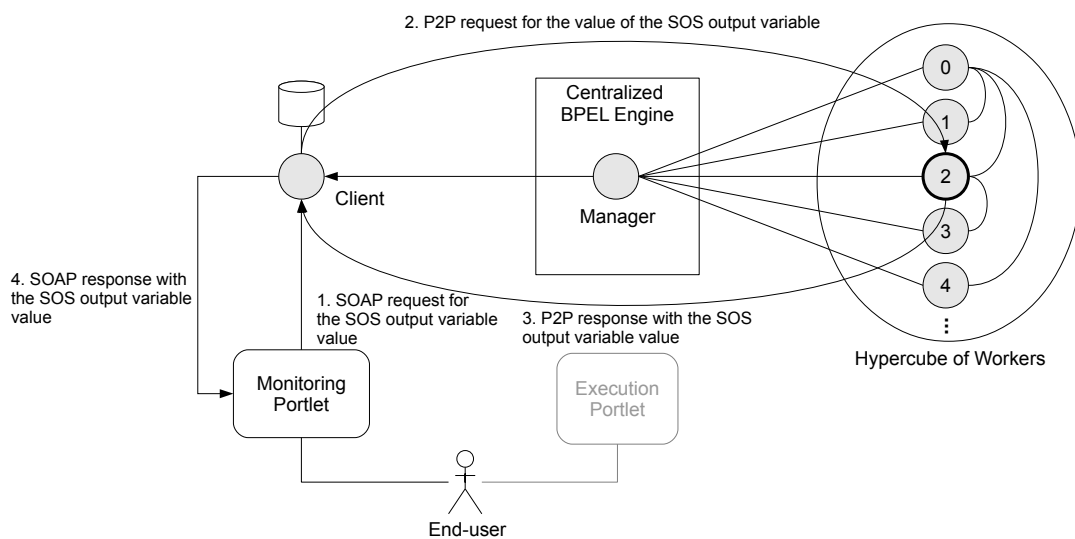 2. P2P request for the value of the SOS output variable
0
Centralized
BPEL Engine
1
2
Client
Manager
3
4. SOAP response with
the SOS output variable
value
4
1. SOAP request for
the SOS output variable
value
3. P2P response with the SOS
output variable value
...
Hypercube of Workers
Monitoring
Portlet
Execution
Portlet
End-user